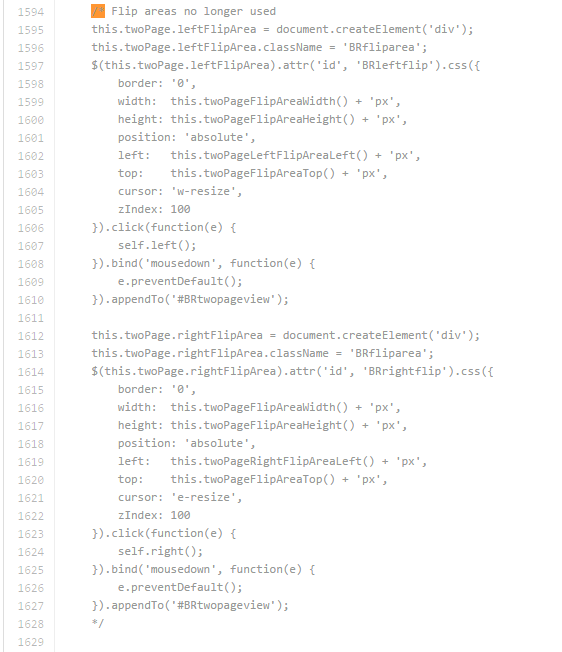 1594 /* Flip areas no longer used
1595 this.twoPage.leftFlipArea = document.createElement('div');
1596 this.twoPage.leftFlipArea.className = 'BRfliparea';
1597 $(this.twoPage.leftFlipArea).attr('id', 'BRleftflip').css({
1598     border: '0',
1599     width:  this.twoPageFlipAreaWidth() + 'px',
1600     height: this.twoPageFlipAreaHeight() + 'px',
1601     position: 'absolute',
1602     left:   this.twoPageLeftFlipAreaLeft() + 'px',
1603     top:    this.twoPageFlipAreaTop() + 'px',
1604     cursor: 'w-resize',
1605     zIndex: 100
1606 }).click(function(e) {
1607     self.left();
1608 }).bind('mousedown', function(e) {
1609     e.preventDefault();
1610 }).appendTo('#BRtwopageview');
1611
1612 this.twoPage.rightFlipArea = document.createElement('div');
1613 this.twoPage.rightFlipArea.className = 'BRfliparea';
1614 $(this.twoPage.rightFlipArea).attr('id', 'BRrightflip').css({
1615     border: '0',
1616     width:  this.twoPageFlipAreaWidth() + 'px',
1617     height: this.twoPageFlipAreaHeight() + 'px',
1618     position: 'absolute',
1619     left:   this.twoPageRightFlipAreaLeft() + 'px',
1620     top:    this.twoPageFlipAreaTop() + 'px',
1621     cursor: 'e-resize',
1622     zIndex: 100
1623 }).click(function(e) {
1624     self.right();
1625 }).bind('mousedown', function(e) {
1626     e.preventDefault();
1627 }).appendTo('#BRtwopageview');
1628 */
1629